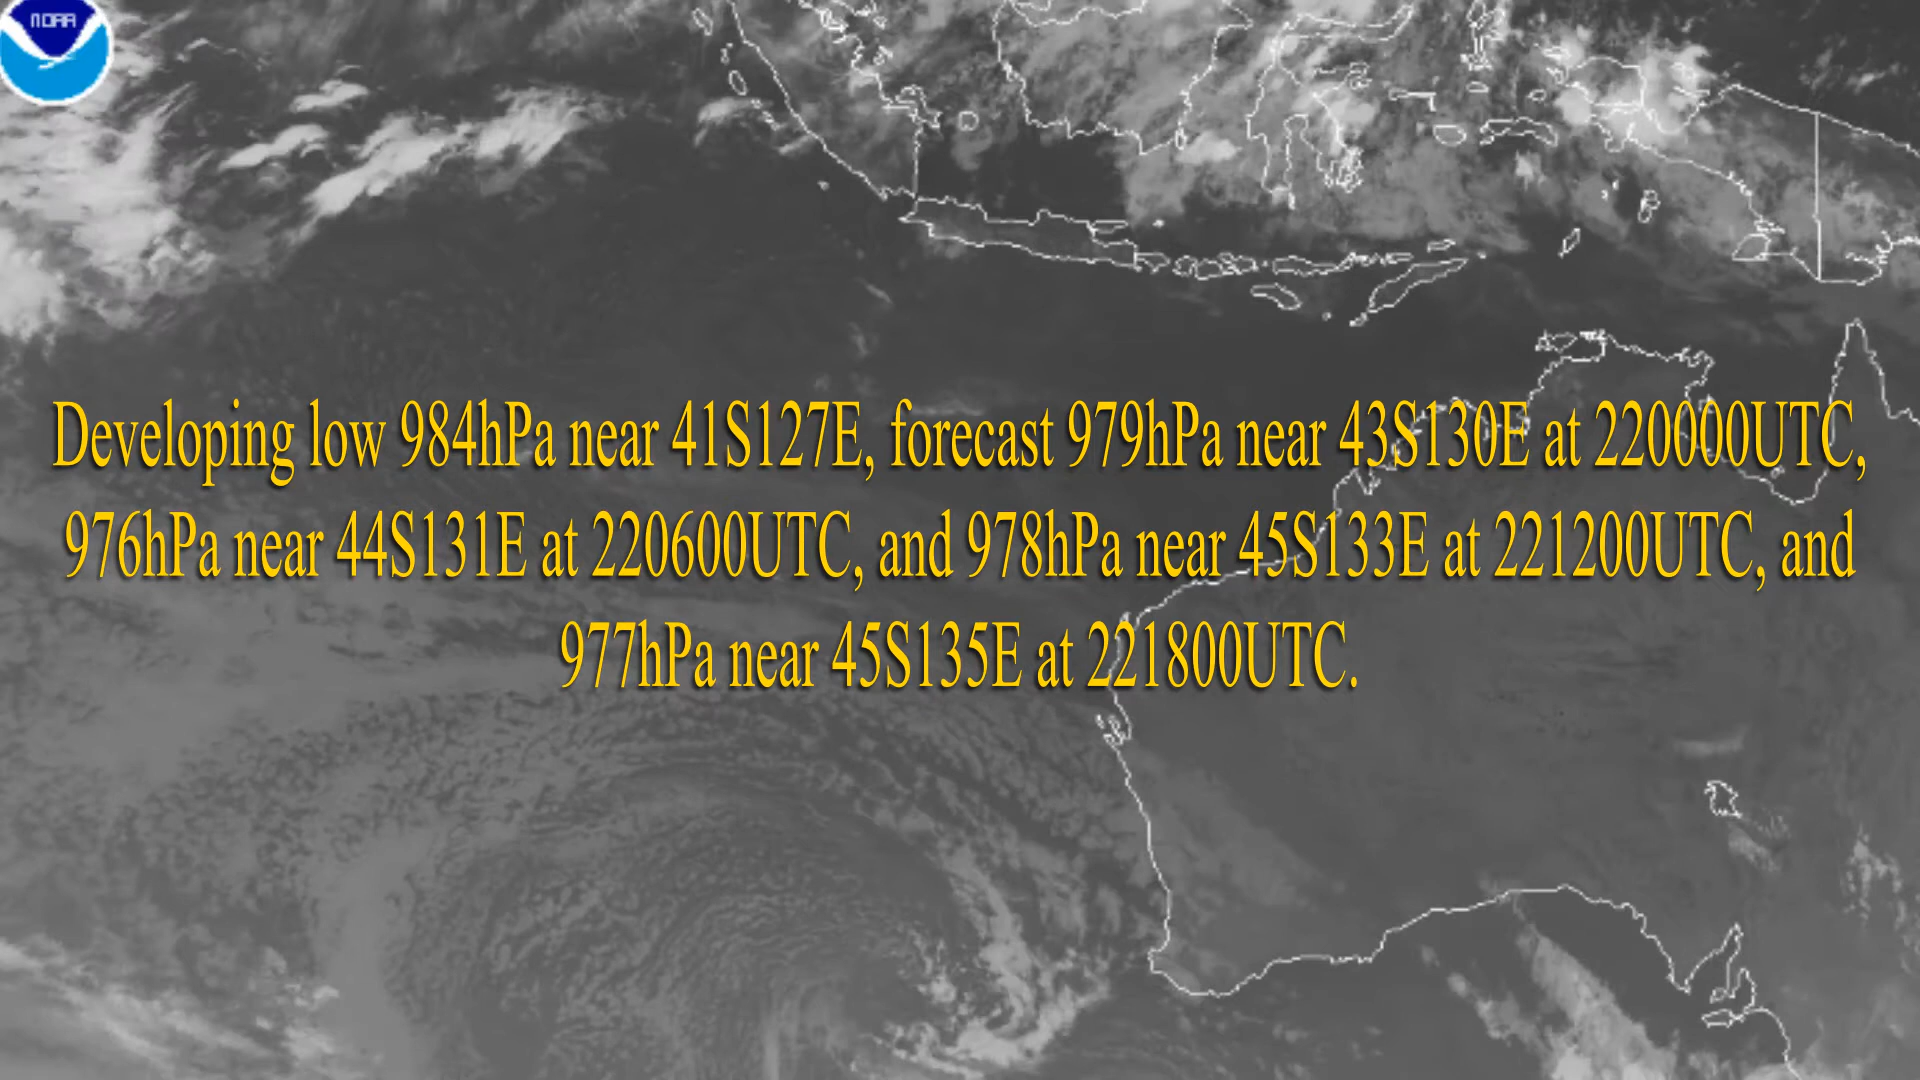 NOAA
Developing low 984hPa near 41S127E, forecast 979hPa near 43S130E at 220000UTC,
976hPa near 44S131E at 220600UTC, and 978hPa near 45S133E at 221200UTC, and
977hPa near 45S135E at 221800UTC.